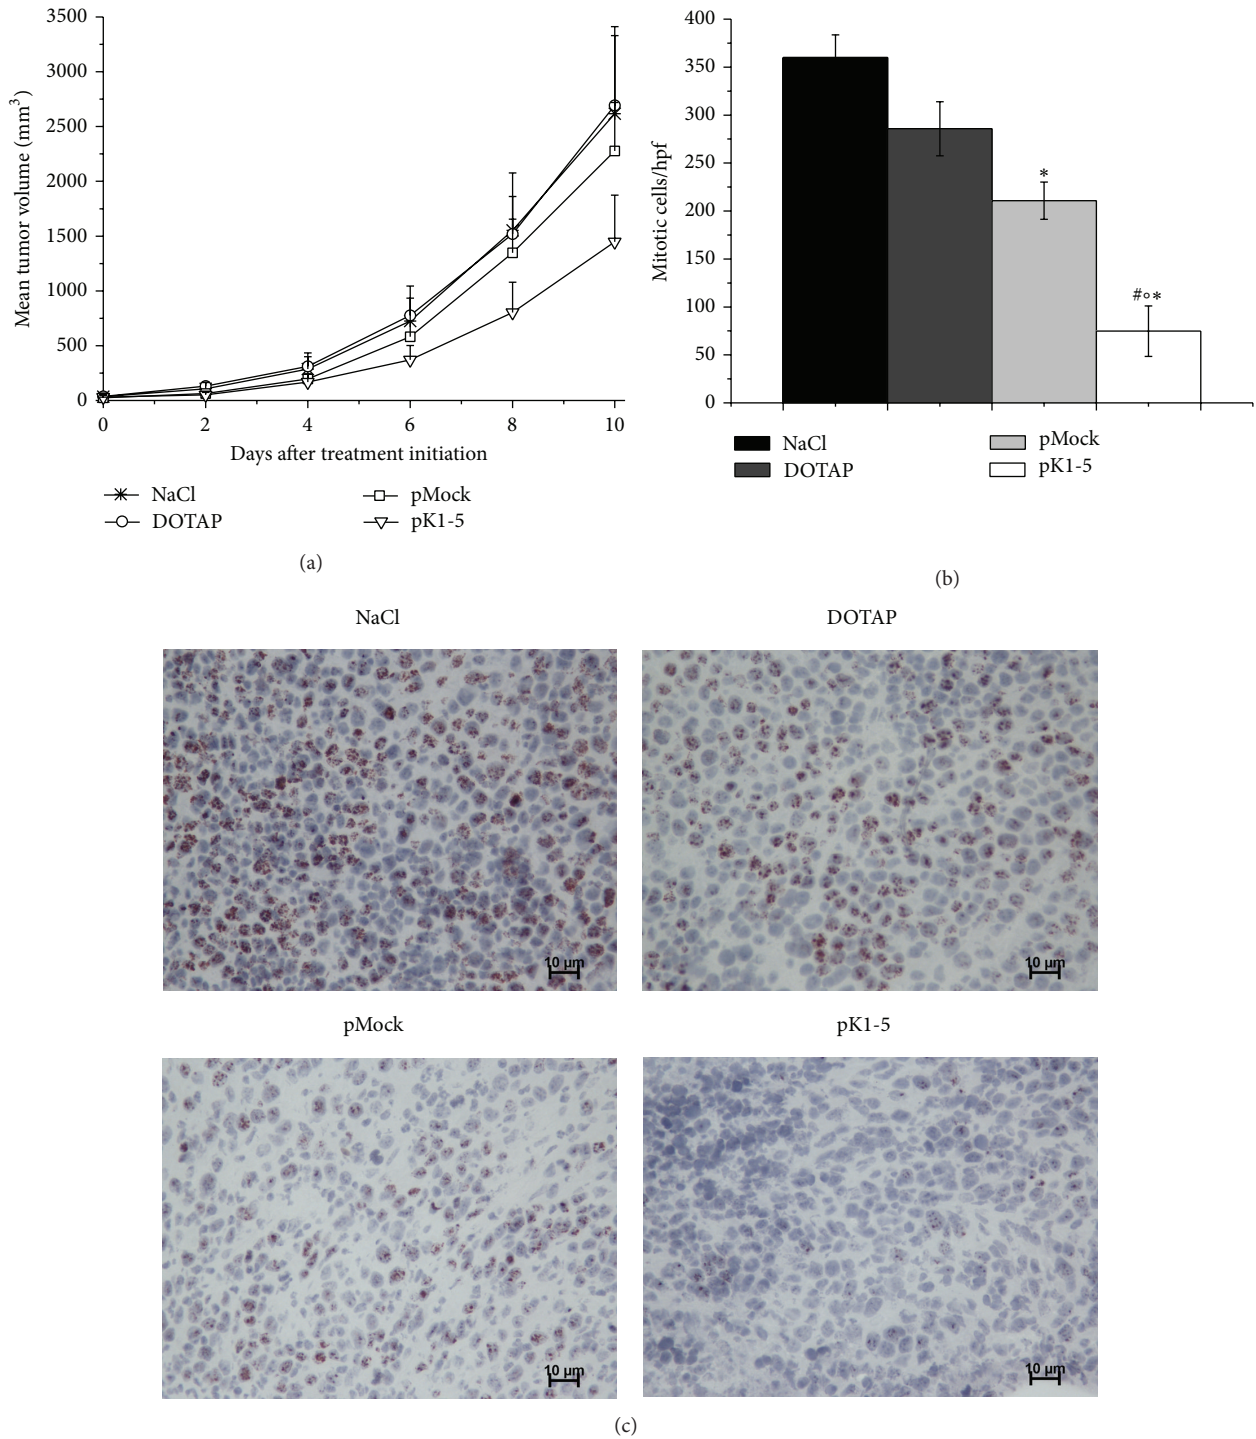 3500
3000
2500
2000
1500
1000
500
0
Mean tumor volume (mm³)
0 2 4 6 8 10
Days after treatment initiation
NaCl
DOTAP
pMock
pK1-5
(a)
400
350
300
250
200
150
100
50
0
Mitotic cells/hpf
*
#∘*
NaCl
DOTAP
pMock
pK1-5
(b)
NaCl
DOTAP
10 µm
10 µm
pMock
pK1-5
10 µm
10 µm
(c)